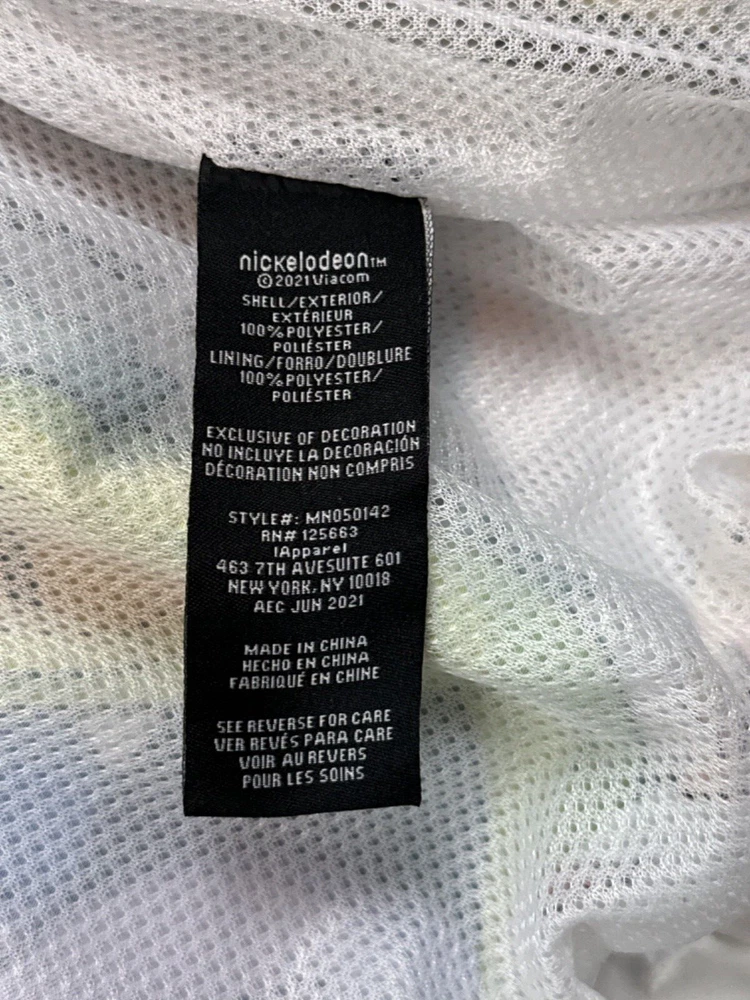 nickelodeon™
©2021Viacom
SHELL/EXTERIOR/
EXTÉRIEUR
100%POLYESTER/
POLIÉSTER
LINING/FORRO/DOUBLURE
100%POLYESTER/
POLIÉSTER
EXCLUSIVE OF DECORATION
NO INCLUYE LA DECORACIÓN
DÉCORATION NON COMPRIS
STYLE#: MN050142
RN# 125663
IApparel
463 7TH AVESUITE 601
NEW YORK, NY 10018
AEC JUN 2021
MADE IN CHINA
HECHO EN CHINA
FABRIQUÉ EN CHINE
SEE REVERSE FOR CARE
VER REVÉS PARA CARE
VOIR AU REVERS
POUR LES SOINS